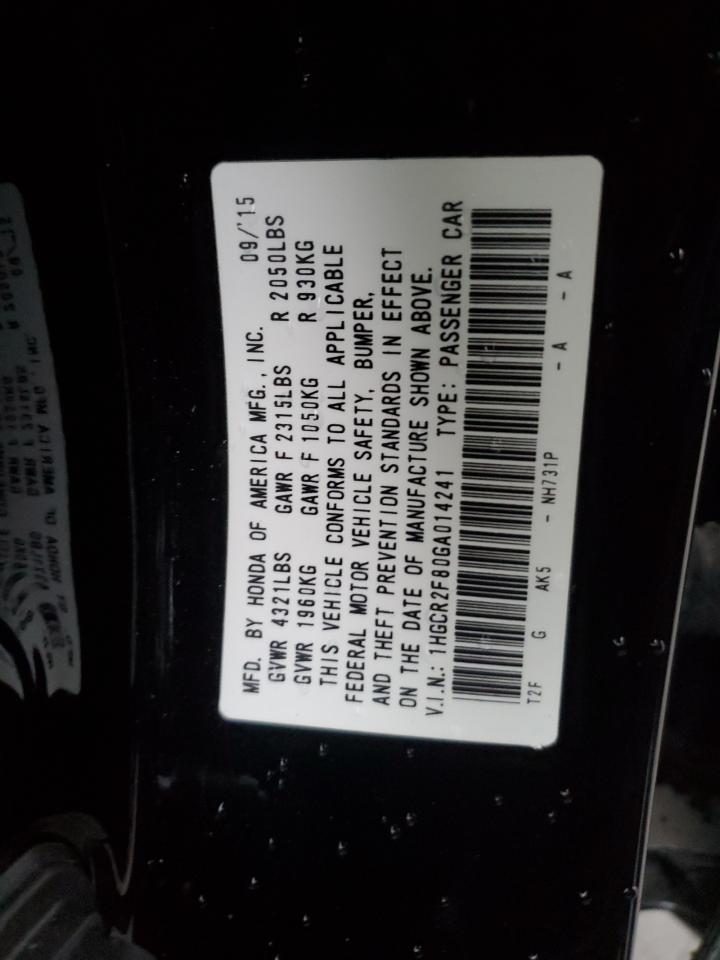 MFD. BY HONDA OF AMERICA MFG., INC. 09/'15
GVWR 4321LBS GAWR F 2315LBS R 2050LBS
GVWR 1960KG GAWR F 1050KG R 930KG
THIS VEHICLE CONFORMS TO ALL APPLICABLE
FEDERAL MOTOR VEHICLE SAFETY, BUMPER,
AND THEFT PREVENTION STANDARDS IN EFFECT
ON THE DATE OF MANUFACTURE SHOWN ABOVE.
V.I.N.: 1HGCR2F80GA014241 TYPE: PASSENGER CAR
T2F G AK5 - NH731P - A - A